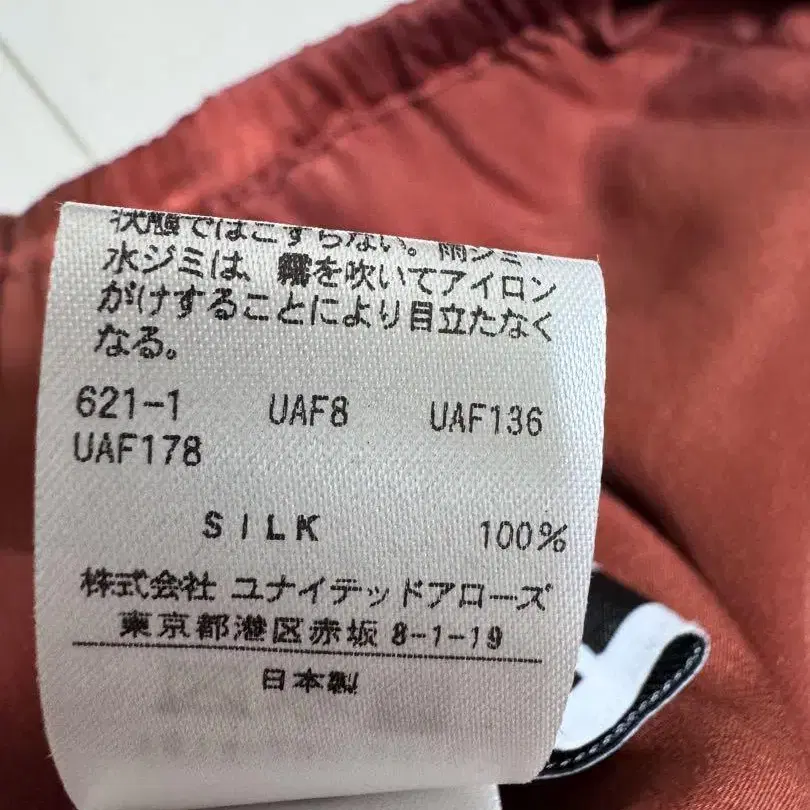 状態ではこすらない。雨ジミ、
水ジミは、霧を吹いてアイロン
がけすることにより目立たなく
なる。
621-1 UAF8 UAF136
UAF178
SILK 100%
株式会社 ユナイテッドアローズ
東京都港区赤坂 8-1-19
日本製